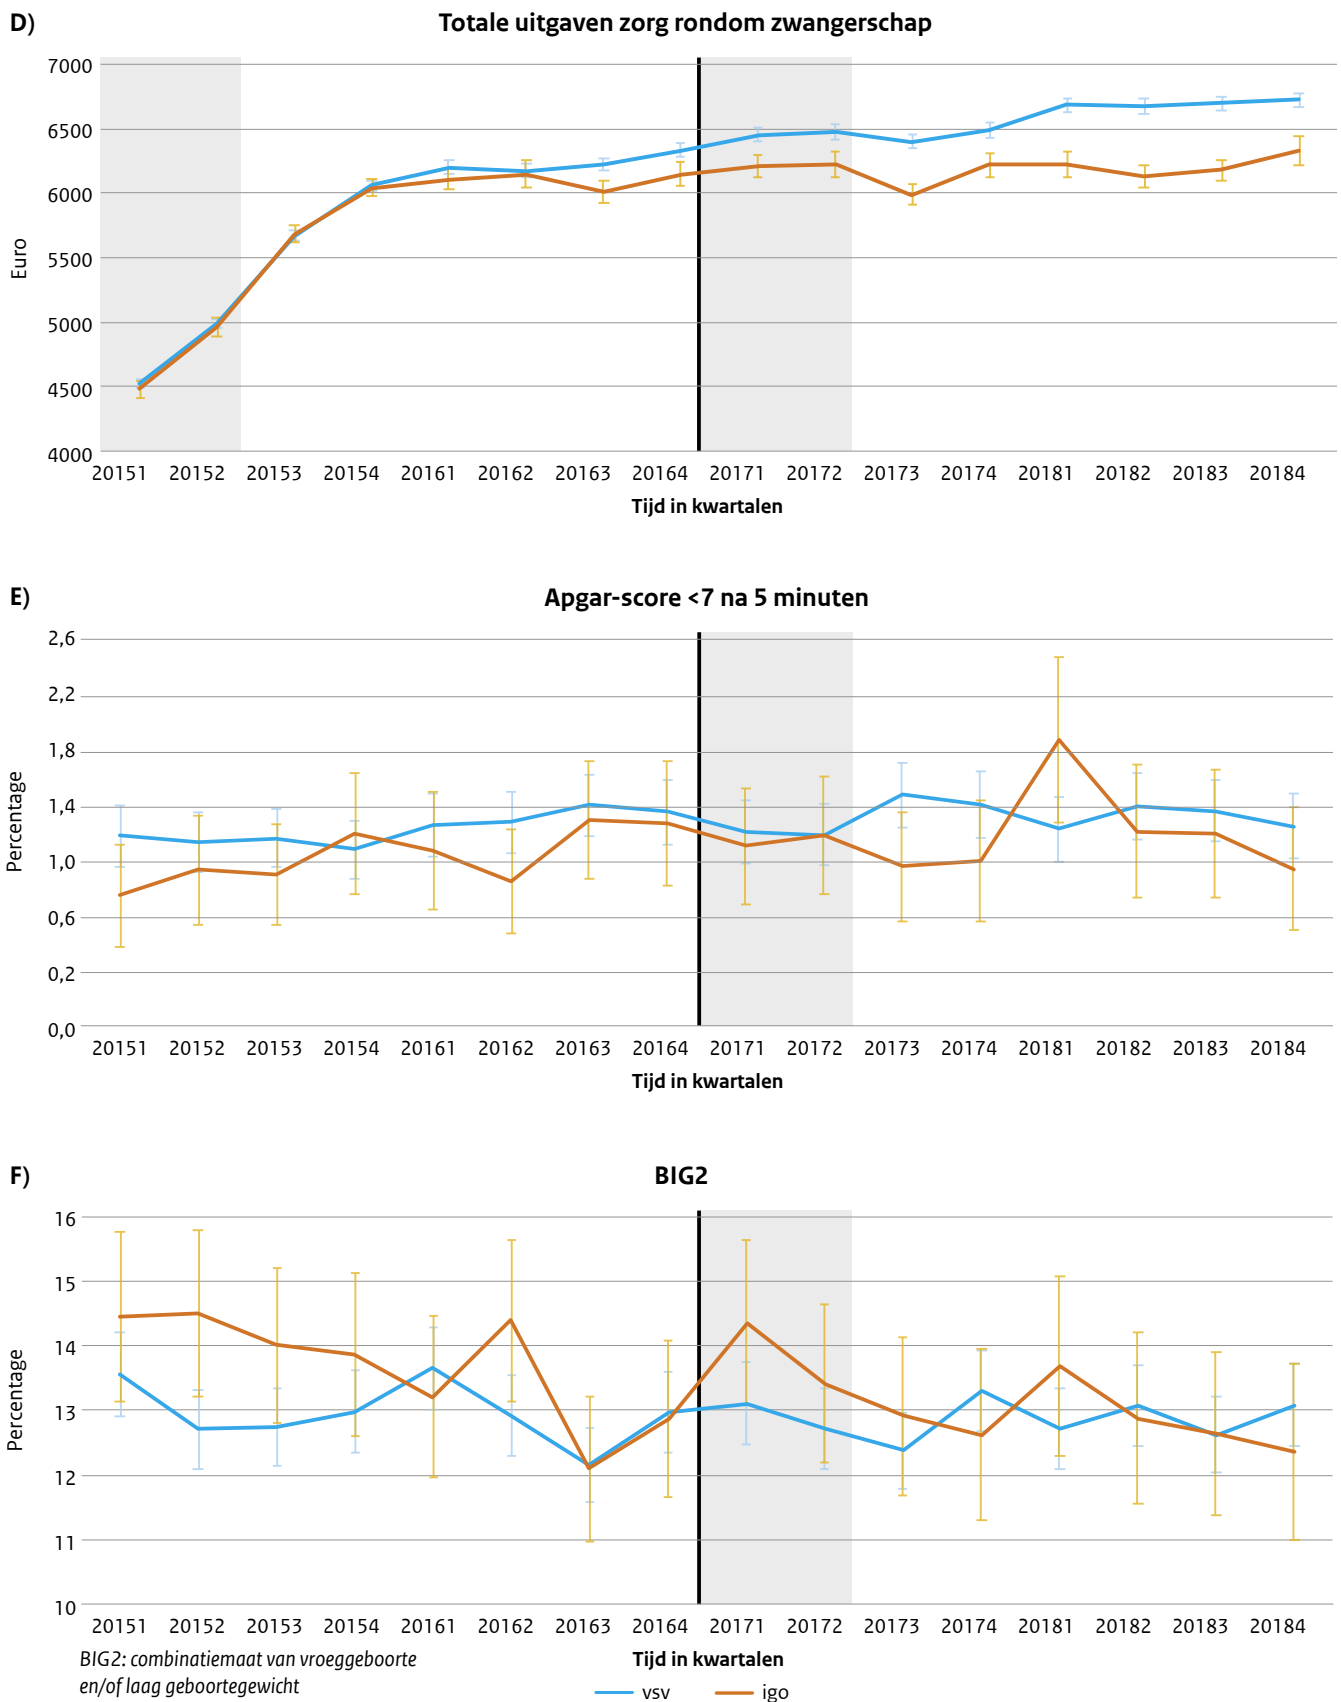 D)
Totale uitgaven zorg rondom zwangerschap
7000
6500
6000
5500
5000
4500
4000
Euro
20151 20152 20153 20154 20161 20162 20163 20164 20171 20172 20173 20174 20181 20182 20183 20184
Tijd in kwartalen
E)
Apgar-score <7 na 5 minuten
2,6
2,2
1,8
1,4
1,0
0,6
0,2
0,0
Percentage
20151 20152 20153 20154 20161 20162 20163 20164 20171 20172 20173 20174 20181 20182 20183 20184
Tijd in kwartalen
F)
BIG2
16
15
14
13
12
11
10
Percentage
20151 20152 20153 20154 20161 20162 20163 20164 20171 20172 20173 20174 20181 20182 20183 20184
Tijd in kwartalen
BIG2: combinatiemaat van vroeggeboorte
en/of laag geboortegewicht
vsv igo